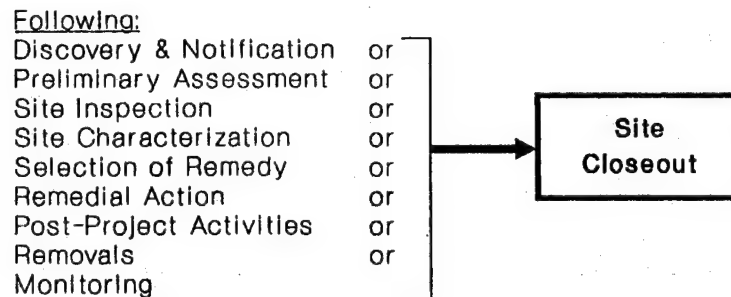 Following:
Discovery & Notification or
Preliminary Assessment or
Site Inspection or
Site Characterization or
Selection of Remedy or
Remedial Action or
Post-Project Activities or
Removals or
Monitoring
Site
Closeout